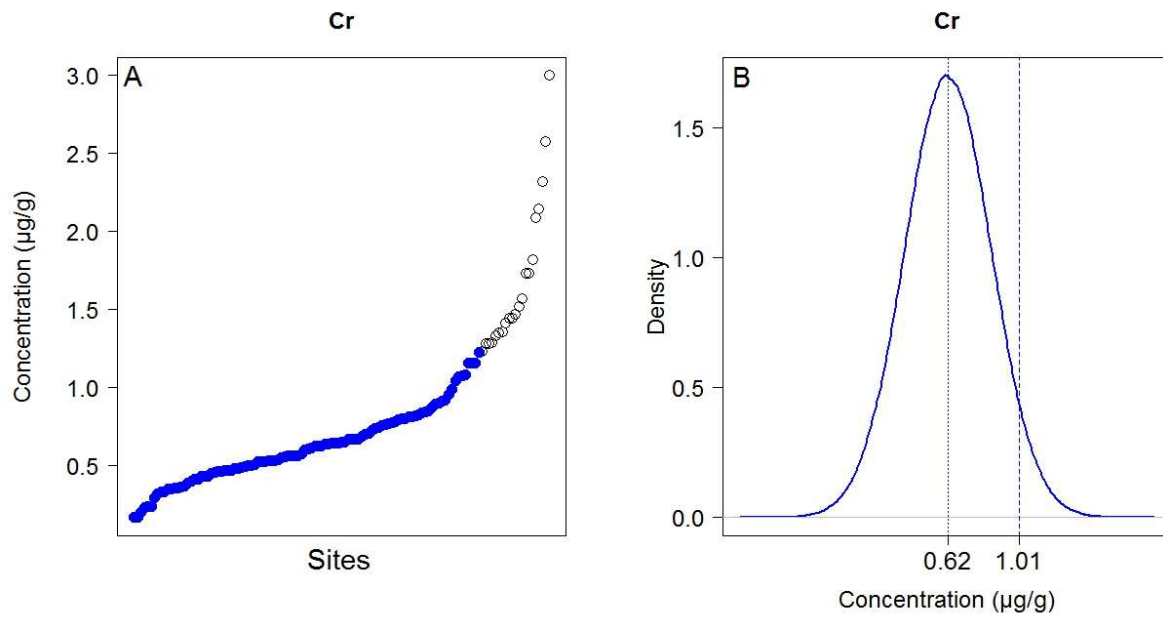 Cr
A
3.0
2.5
2.0
1.5
1.0
0.5
Concentration (µg/g)
Sites
Cr
B
1.5
1.0
0.5
0.0
Density
0.62 1.01
Concentration (µg/g)